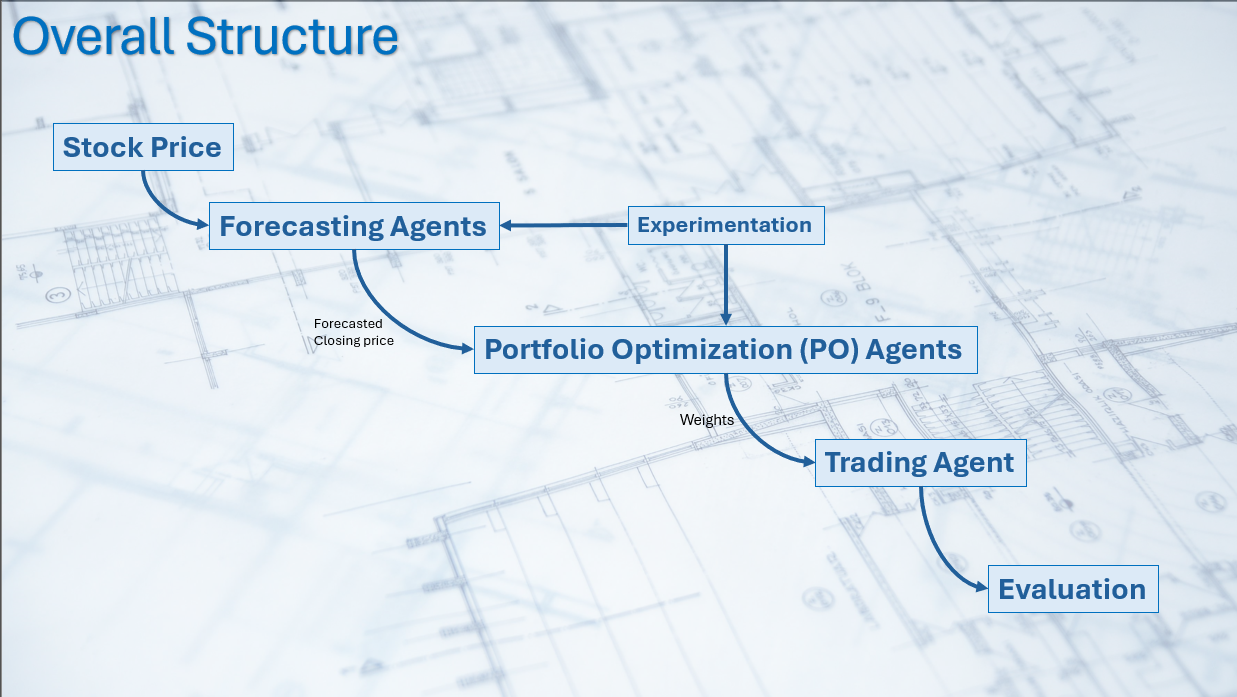 Overall Structure
Stock Price
Forecasting Agents
Experimentation
Forecasted
Closing price
Portfolio Optimization (PO) Agents
Weights
Trading Agent
Evaluation